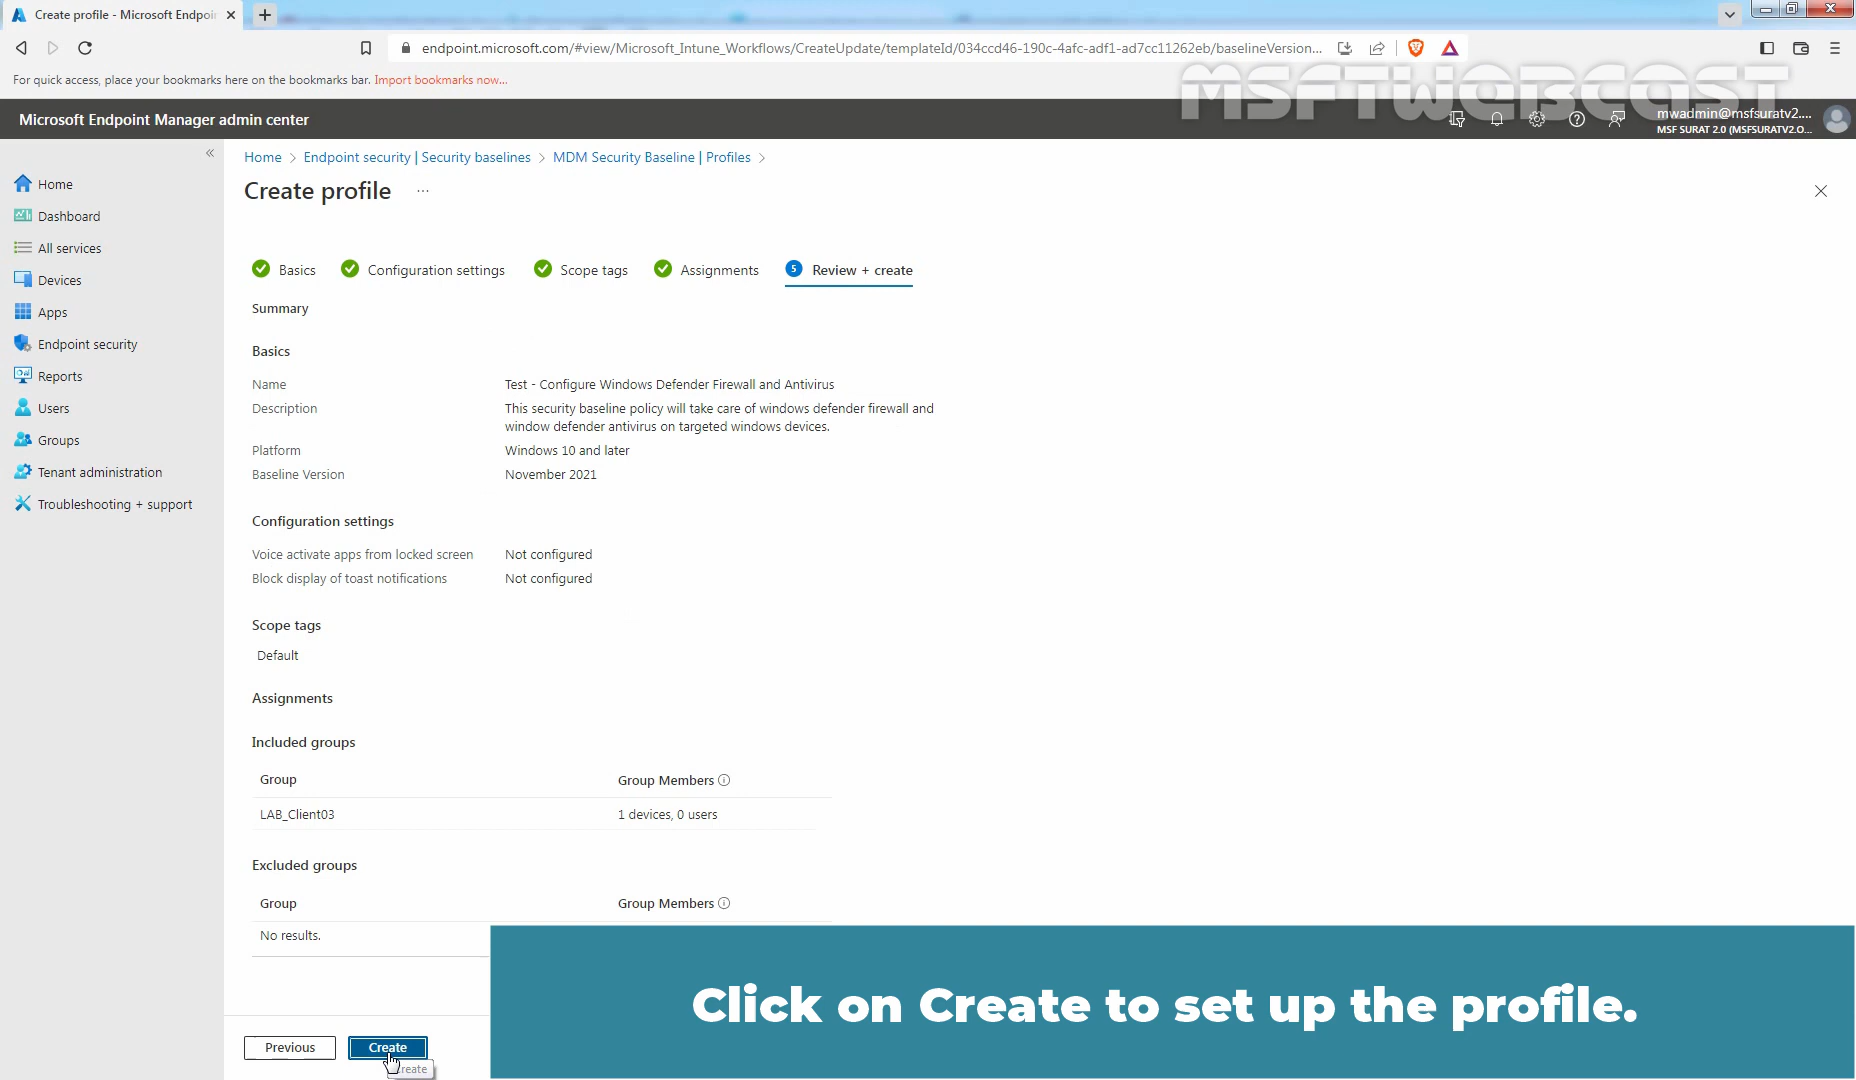 Create profile - Microsoft Endpoin
endpoint.microsoft.com/#view/Microsoft_Intune_Workflows/CreateUpdate/templateId/034ccd46-190c-4afc-adf1-ad7cc11262eb/baselineVersion...
For quick access, place your bookmarks here on the bookmarks bar. Import bookmarks now...
MSFTWEBCAST
Microsoft Endpoint Manager admin center
mwadmin@msfsuratv2....
MSF SURAT 2.0 (MSFSURATV2.O...
«
Home > Endpoint security | Security baselines > MDM Security Baseline | Profiles >
Create profile ...
Home
Dashboard
All services
Devices
Apps
Endpoint security
Reports
Users
Groups
Tenant administration
Troubleshooting + support
Basics Configuration settings Scope tags Assignments 5 Review + create
Summary
Basics
Name Test - Configure Windows Defender Firewall and Antivirus
Description This security baseline policy will take care of windows defender firewall and
window defender antivirus on targeted windows devices.
Platform Windows 10 and later
Baseline Version November 2021
Configuration settings
Voice activate apps from locked screen Not configured
Block display of toast notifications Not configured
Scope tags
Default
Assignments
Included groups
Group Group Members
LAB_Client03 1 devices, 0 users
Excluded groups
Group Group Members
No results.
Click on Create to set up the profile.
Previous Create